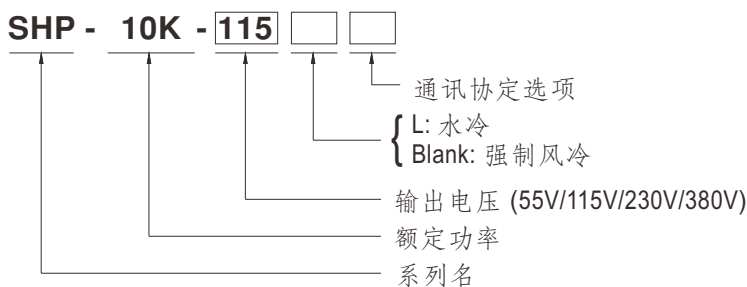 SHP - 10K - 115
通讯协定选项
L: 水冷
Blank: 强制风冷
输出电压 (55V/115V/230V/380V)
额定功率
系列名